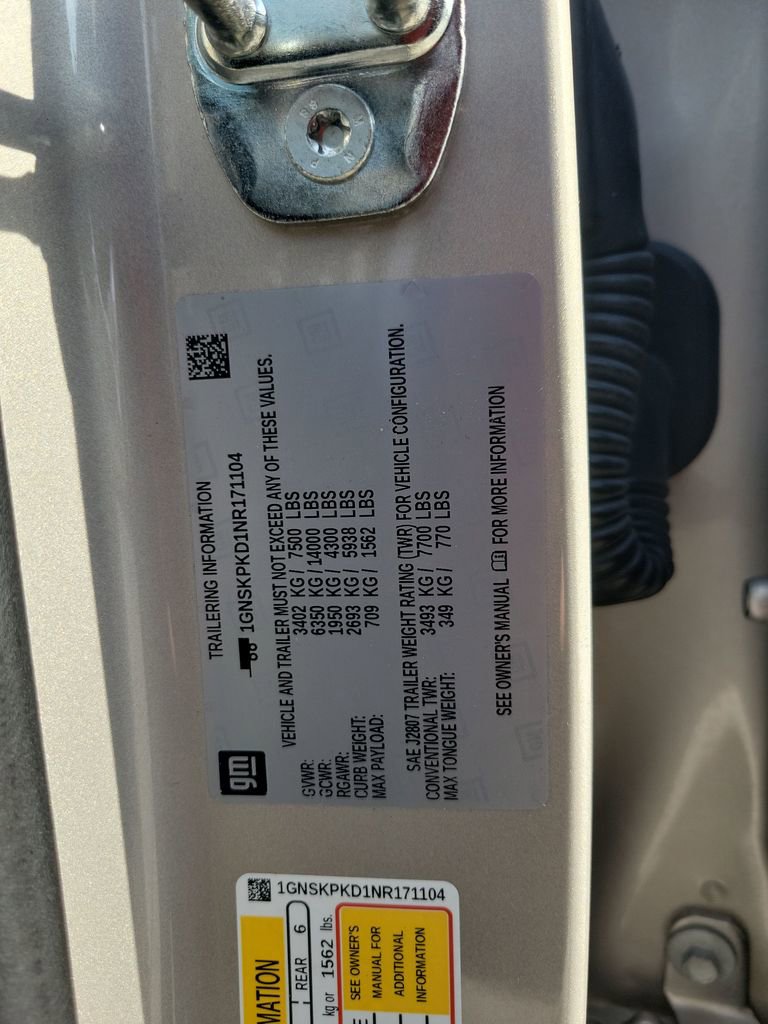 TRAILERING INFORMATION
1GNSKPKD1NR171104
gm
VEHICLE AND TRAILER MUST NOT EXCEED ANY OF THESE VALUES.
GVWR: 3402 KG / 7500 LBS
GCWR: 6350 KG / 14000 LBS
RGAWR: 1950 KG / 4300 LBS
CURB WEIGHT: 2693 KG / 5938 LBS
MAX PAYLOAD: 709 KG / 1562 LBS
SAE J2807 TRAILER WEIGHT RATING (TWR) FOR VEHICLE CONFIGURATION.
CONVENTIONAL TWR: 3493 KG / 7700 LBS
MAX TONGUE WEIGHT: 349 KG / 770 LBS
SEE OWNER'S MANUAL FOR MORE INFORMATION
1GNSKPKD1NR171104
MATION
REAR 6
kg or 1562 lbs.
SEE OWNER'S
MANUAL FOR
ADDITIONAL
INFORMATION